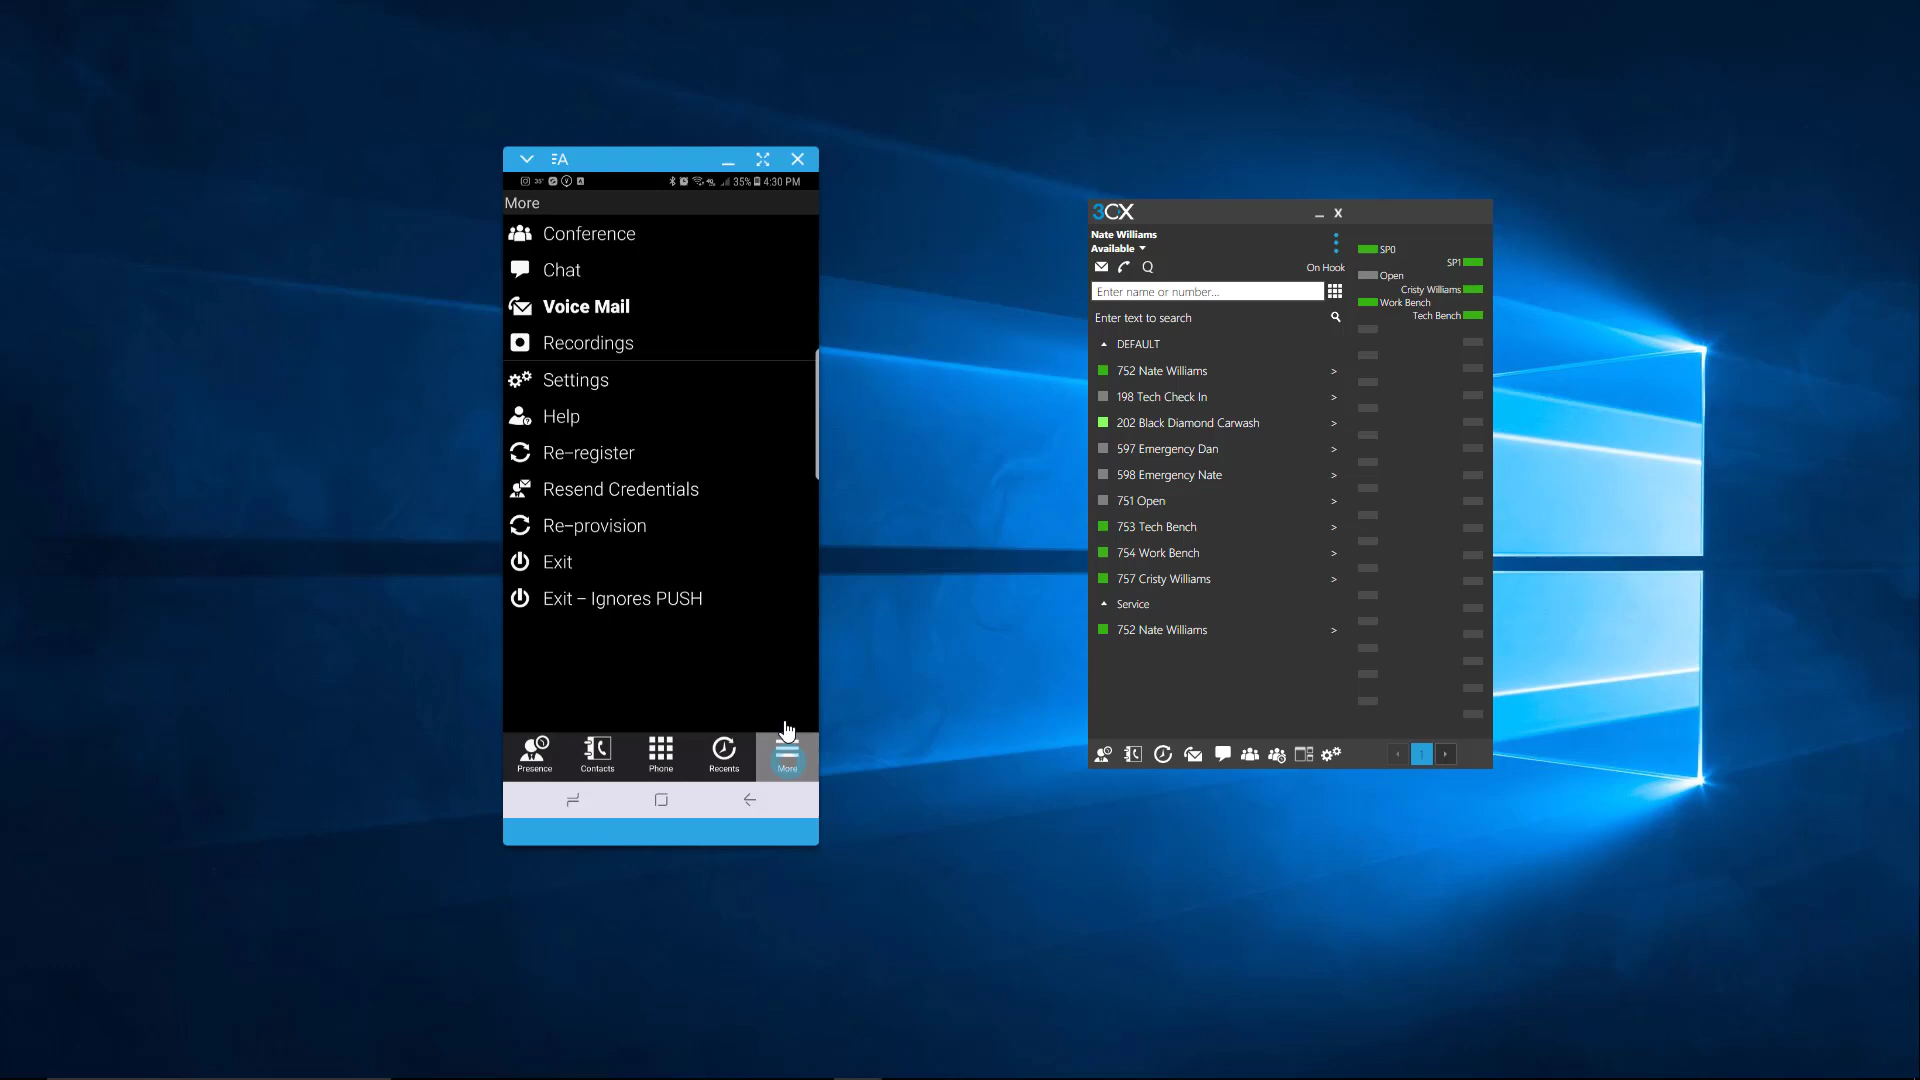 35% 4:30 PM
More
Conference
Chat
Voice Mail
Recordings
Settings
Help
Re-register
Resend Credentials
Re-provision
Exit
Exit - Ignores PUSH
Presence
Contacts
Phone
Recents
More
3CX
Nate Williams
Available
Q
On Hook
Enter name or number...
Enter text to search
DEFAULT
752 Nate Williams
198 Tech Check In
202 Black Diamond Carwash
597 Emergency Dan
598 Emergency Nate
751 Open
753 Tech Bench
754 Work Bench
757 Cristy Williams
Service
752 Nate Williams
SP0
SP1
Open
Cristy Williams
Work Bench
Tech Bench
1